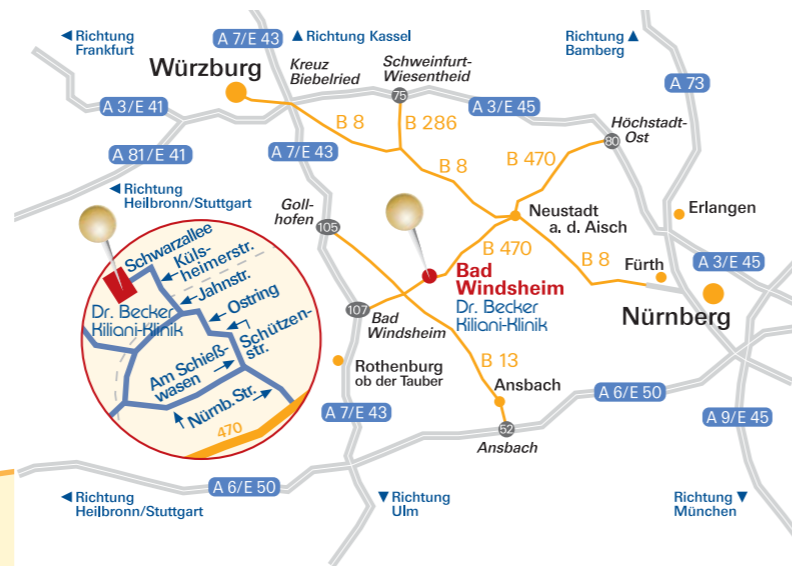 Richtung
Frankfurt
A 7/E 43
Richtung Kassel
Richtung
Bamberg
Würzburg
Kreuz
Biebelried
Schweinfurt-
Wiesentheid
A 73
75
A 3/E 41
A 3/E 45
Höchstadt-
Ost
B 8
B 286
80
A 81/E 41
A 7/E 43
B 8
B 470
Richtung
Heilbronn/Stuttgart
Goll-
hofen
105
Neustadt
a. d. Aisch
Erlangen
B 470
B 8
Fürth
A 3/E 45
Bad
Windsheim
Dr. Becker
Kiliani-Klinik
Nürnberg
107
Bad
Windsheim
Schwarzallee
Küls-
heimerstr.
Jahnstr.
Ostring
Schützen-
str.
Dr. Becker
Kiliani-Klinik
Am Schieß-
wasen
Nürnb.Str.
470
Rothenburg
ob der Tauber
B 13
Ansbach
A 6/E 50
A 7/E 43
52
Ansbach
A 9/E 45
A 6/E 50
Richtung
Heilbronn/Stuttgart
Richtung
Ulm
Richtung
München